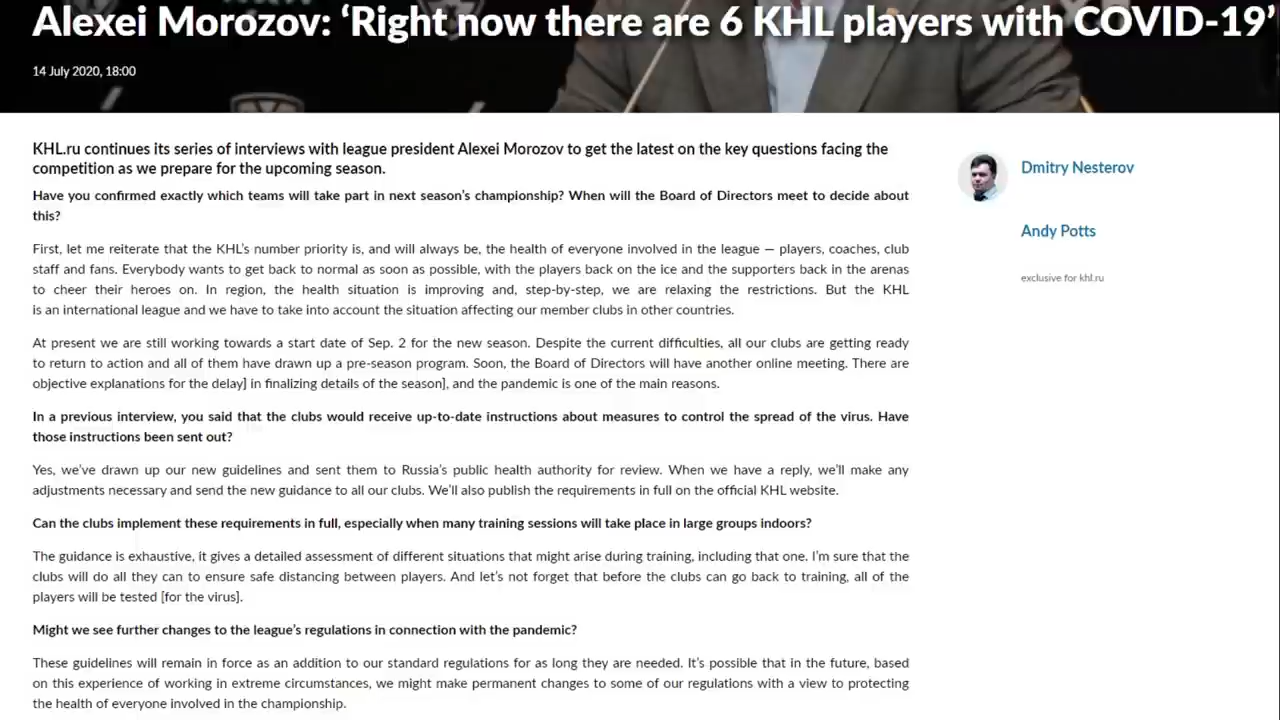 Alexei Morozov: ‘Right now there are 6 KHL players with COVID-19’
14 July 2020, 18:00
KHL.ru continues its series of interviews with league president Alexei Morozov to get the latest on the key questions facing the
competition as we prepare for the upcoming season.
Dmitry Nesterov
Have you confirmed exactly which teams will take part in next season’s championship? When will the Board of Directors meet to decide about
this?
Andy Potts
First, let me reiterate that the KHL’s number priority is, and will always be, the health of everyone involved in the league — players, coaches, club
staff and fans. Everybody wants to get back to normal as soon as possible, with the players back on the ice and the supporters back in the arenas
exclusive for khl.ru
to cheer their heroes on. In region, the health situation is improving and, step-by-step, we are relaxing the restrictions. But the KHL
is an international league and we have to take into account the situation affecting our member clubs in other countries.
At present we are still working towards a start date of Sep. 2 for the new season. Despite the current difficulties, all our clubs are getting ready
to return to action and all of them have drawn up a pre-season program. Soon, the Board of Directors will have another online meeting. There are
objective explanations for the delay] in finalizing details of the season], and the pandemic is one of the main reasons.
In a previous interview, you said that the clubs would receive up-to-date instructions about measures to control the spread of the virus. Have
those instructions been sent out?
Yes, we’ve drawn up our new guidelines and sent them to Russia’s public health authority for review. When we have a reply, we’ll make any
adjustments necessary and send the new guidance to all our clubs. We’ll also publish the requirements in full on the official KHL website.
Can the clubs implement these requirements in full, especially when many training sessions will take place in large groups indoors?
The guidance is exhaustive, it gives a detailed assessment of different situations that might arise during training, including that one. I’m sure that the
clubs will do all they can to ensure safe distancing between players. And let’s not forget that before the clubs can go back to training, all of the
players will be tested [for the virus].
Might we see further changes to the league’s regulations in connection with the pandemic?
These guidelines will remain in force as an addition to our standard regulations for as long they are needed. It’s possible that in the future, based
on this experience of working in extreme circumstances, we might make permanent changes to some of our regulations with a view to protecting
the health of everyone involved in the championship.